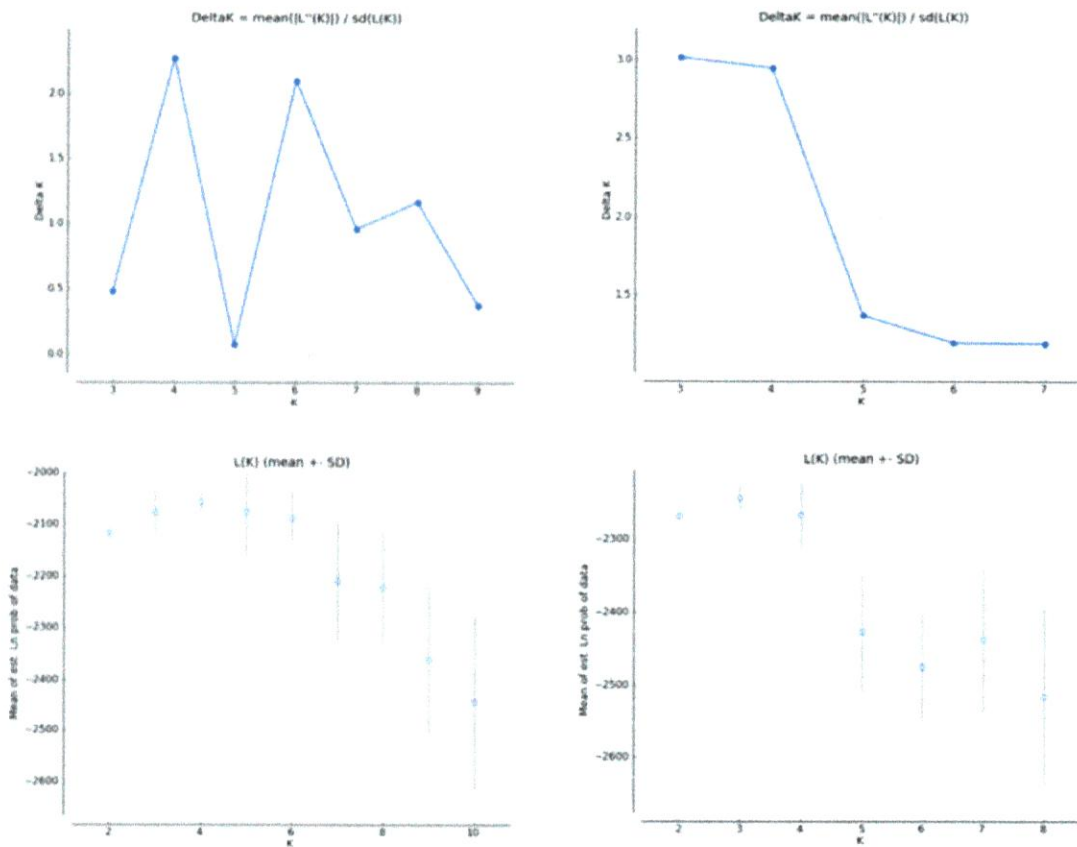 DeltaK = mean(|L"(K)|) / sd(L(K))
Delta K
2.0
1.5
1.0
0.5
0.0
3 4 5 6 7 8 9
K
DeltaK = mean(|L"(K)|) / sd(L(K))
Delta K
3.0
2.5
2.0
1.5
3 4 5 6 7
K
L(K) (mean +- SD)
Mean of est. Ln prob of data
−2000
−2100
−2200
−2300
−2400
−2500
−2600
2 4 6 8 10
K
L(K) (mean +- SD)
Mean of est. Ln prob of data
−2300
−2400
−2500
−2600
2 3 4 5 6 7 8
K